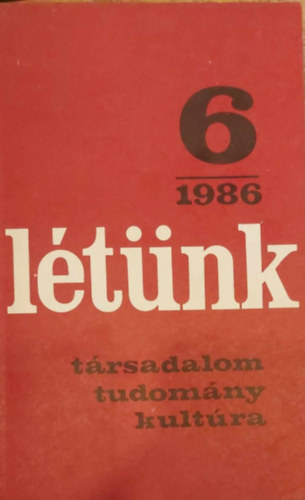 6
1986
létünk
társadalom
tudomány
kultúra